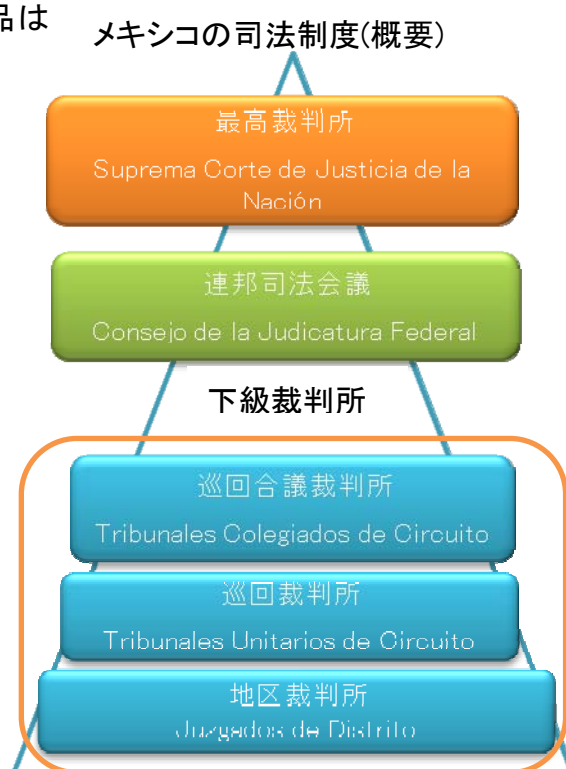 品は
メキシコの司法制度(概要)
最高裁判所
Suprema Corte de Justicia de la
Nación
連邦司法会議
Consejo de la Judicatura Federal
下級裁判所
巡回合議裁判所
Tribunales Colegiados de Circuito
巡回裁判所
Tribunales Unitarios de Circuito
地区裁判所
Juzgados de Distrito